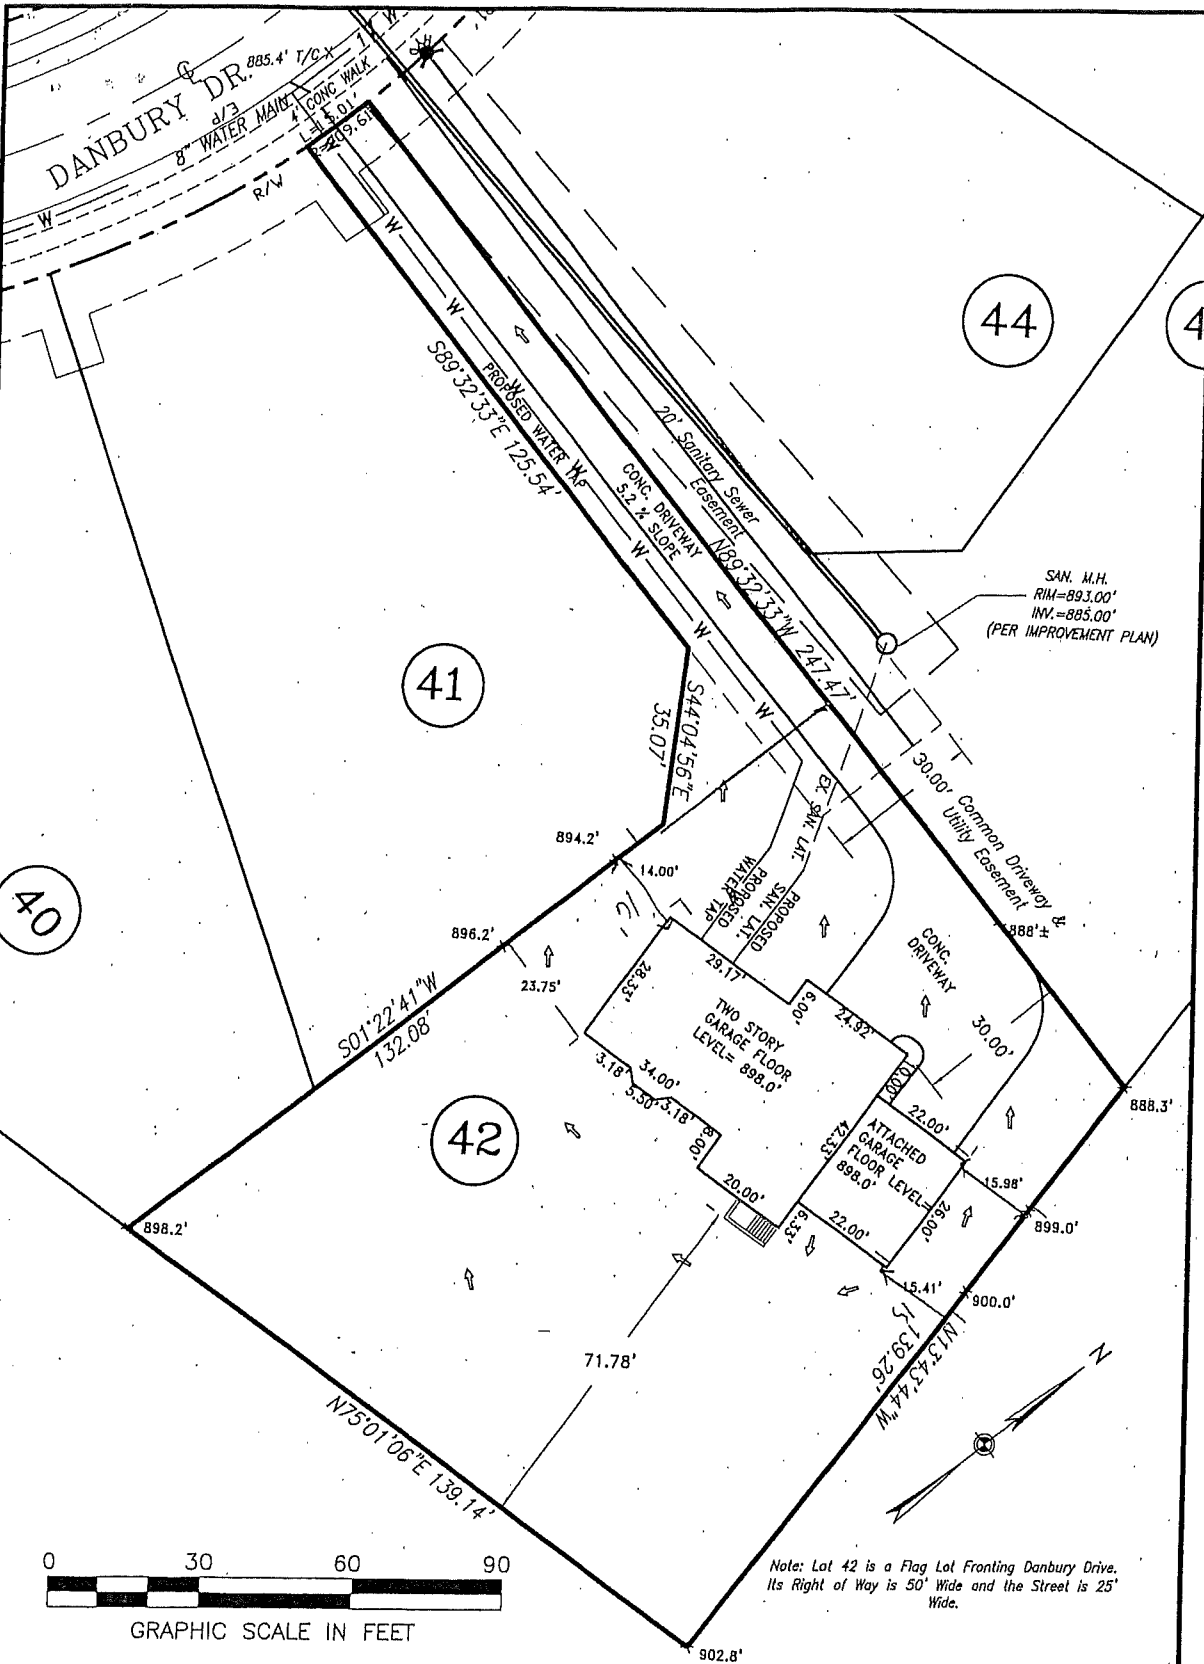 885.4' T/C X
W
℄
DANBURY DR.
4' CONC WALK
8" WATER MAIN
W
R/W
44
W
W
W
S89°32'33"E 125.54'
PROPOSED WATER TAP
W
20' Sanitary Sewer
Easement
CONC. DRIVEWAY
5.2 % SLOPE
N89°32'33"W 247.47'
W
W
W
SAN. M.H.
RIM=893.00'
INV.=885.00'
(PER IMPROVEMENT PLAN)
41
S44°04'56"E
35.07'
30.00' Common Driveway &
Utility Easement
EX. SAN. LAT.
894.2'
14.00'
16'
PROPOSED
WATER TAP
PROPOSED
SAN. LAT.
40
888'±
896.2'
23.75'
CONC.
DRIVEWAY
28.33'
29.17'
6.00'
24.92'
30.00'
S01°22'41"W
132.08'
TWO STORY
GARAGE FLOOR
LEVEL= 898.0'
10.00'
3.18'
34.00'
5.50'
3.18'
8.00'
888.3'
42
42.33'
22.00'
ATTACHED
GARAGE
FLOOR LEVEL=
898.0'
15.98'
20.00'
6.33'
22.00'
26.00'
899.0'
898.2'
15.41'
15
900.0'
N13°43'44"W
139.26'
71.78'
N
N75°01'06"E 139.14'
0 30 60 90
GRAPHIC SCALE IN FEET
Note: Lot 42 is a Flag Lot Fronting Danbury Drive.
Its Right of Way is 50' Wide and the Street is 25'
Wide.
902.8'